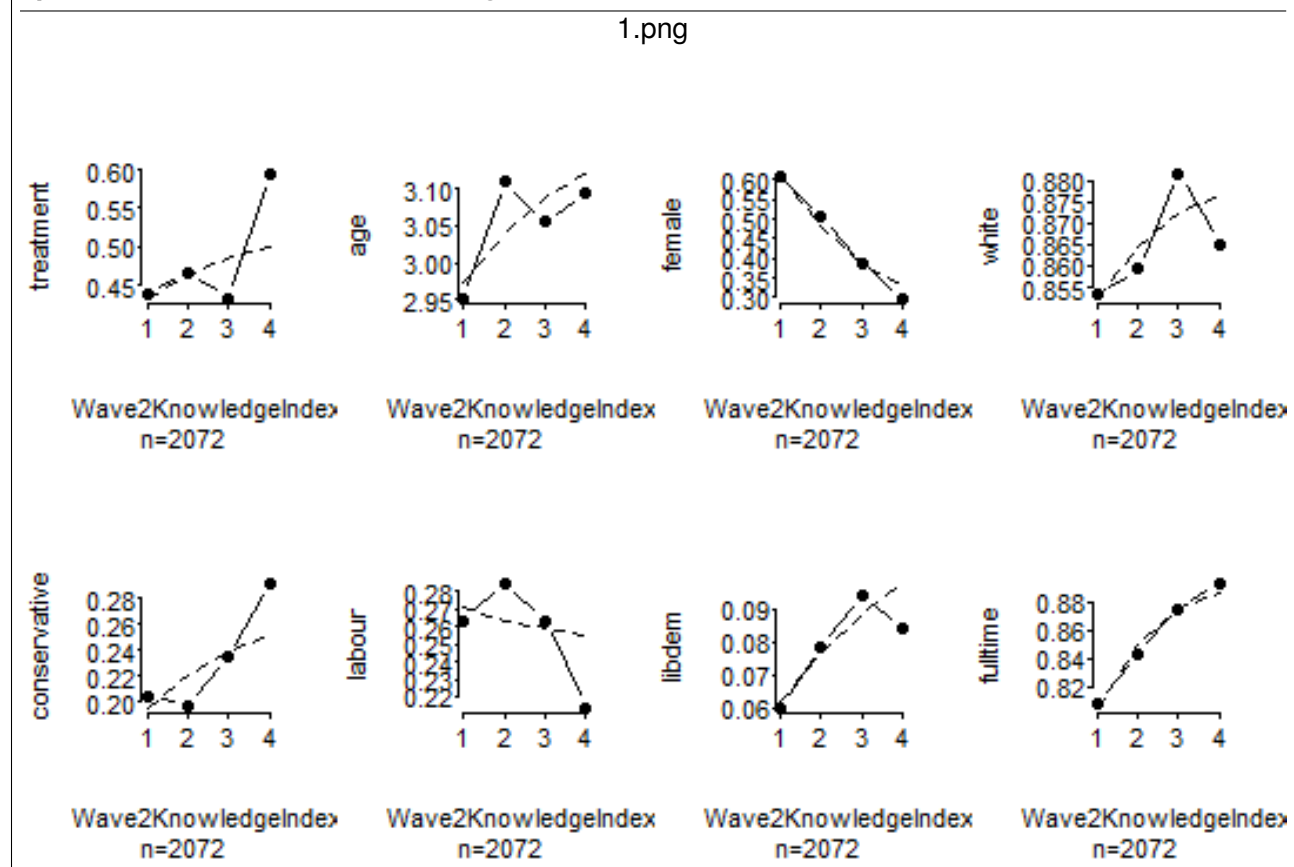 1.png
treatment
0.60
0.55
0.50
0.45
1 2 3 4
Wave2KnowledgeIndex
n=2072
age
3.10
3.05
3.00
2.95
1 2 3 4
Wave2KnowledgeIndex
n=2072
female
0.60
0.55
0.50
0.45
0.40
0.35
0.30
1 2 3 4
Wave2KnowledgeIndex
n=2072
white
0.880
0.875
0.870
0.865
0.860
0.855
1 2 3 4
Wave2KnowledgeIndex
n=2072
conservative
0.28
0.26
0.24
0.22
0.20
1 2 3 4
Wave2KnowledgeIndex
n=2072
labour
0.28
0.27
0.26
0.25
0.24
0.23
0.22
1 2 3 4
Wave2KnowledgeIndex
n=2072
libdem
0.09
0.08
0.07
0.06
1 2 3 4
Wave2KnowledgeIndex
n=2072
fulltime
0.88
0.86
0.84
0.82
1 2 3 4
Wave2KnowledgeIndex
n=2072